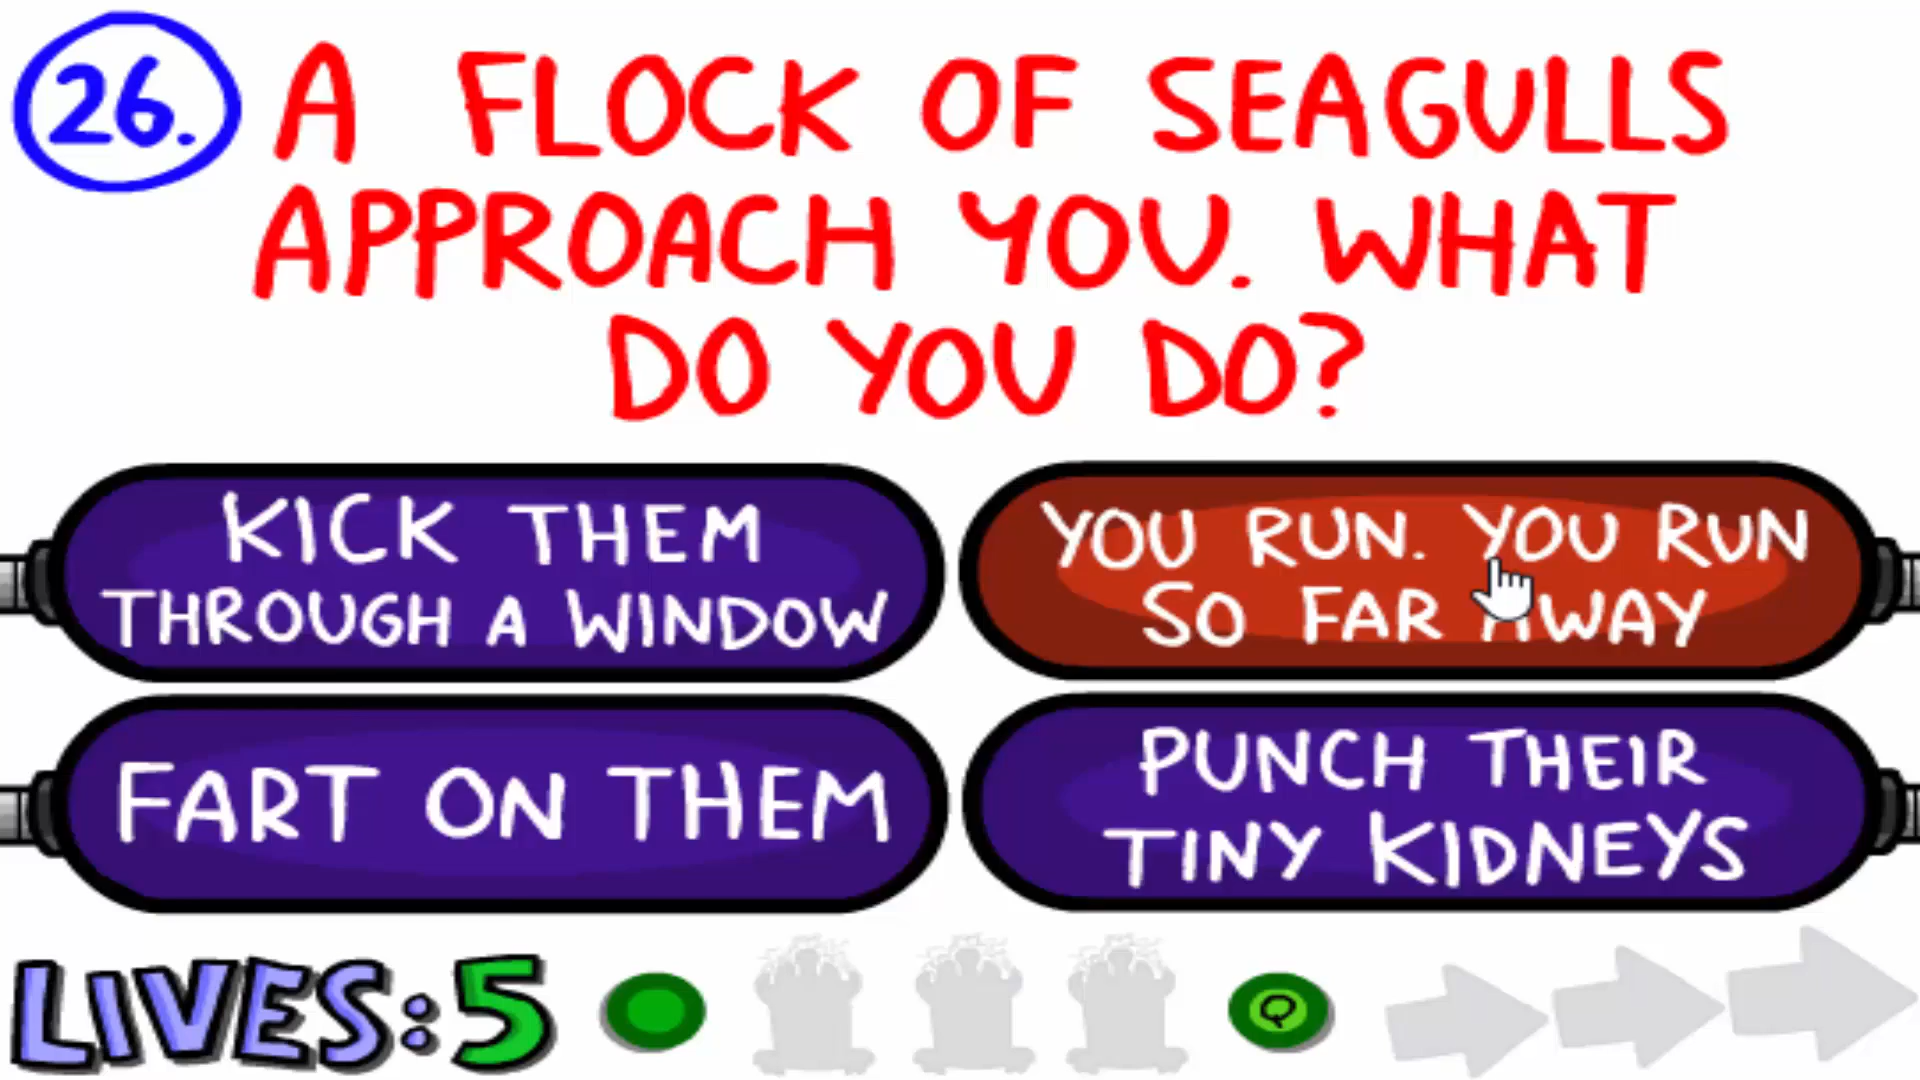 26. A FLOCK OF SEAGULLS
APPROACH YOU. WHAT
DO YOU DO?
KICK THEM
THROUGH A WINDOW
YOU RUN. YOU RUN
SO FAR AWAY
FART ON THEM
PUNCH THEIR
TINY KIDNEYS
LIVES: 5
Q